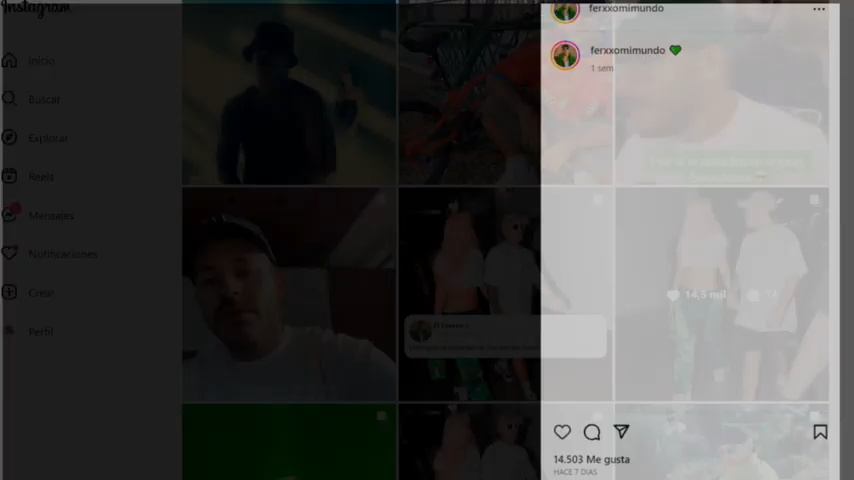 Instagram
Inicio
Buscar
Explorar
Reels
Mensajes
Notificaciones
Crear
Perfil
ferxxomimundo
ferxxomimundo 💚
1 sem
14,5 mil
14.503 Me gusta
HACE 7 DÍAS